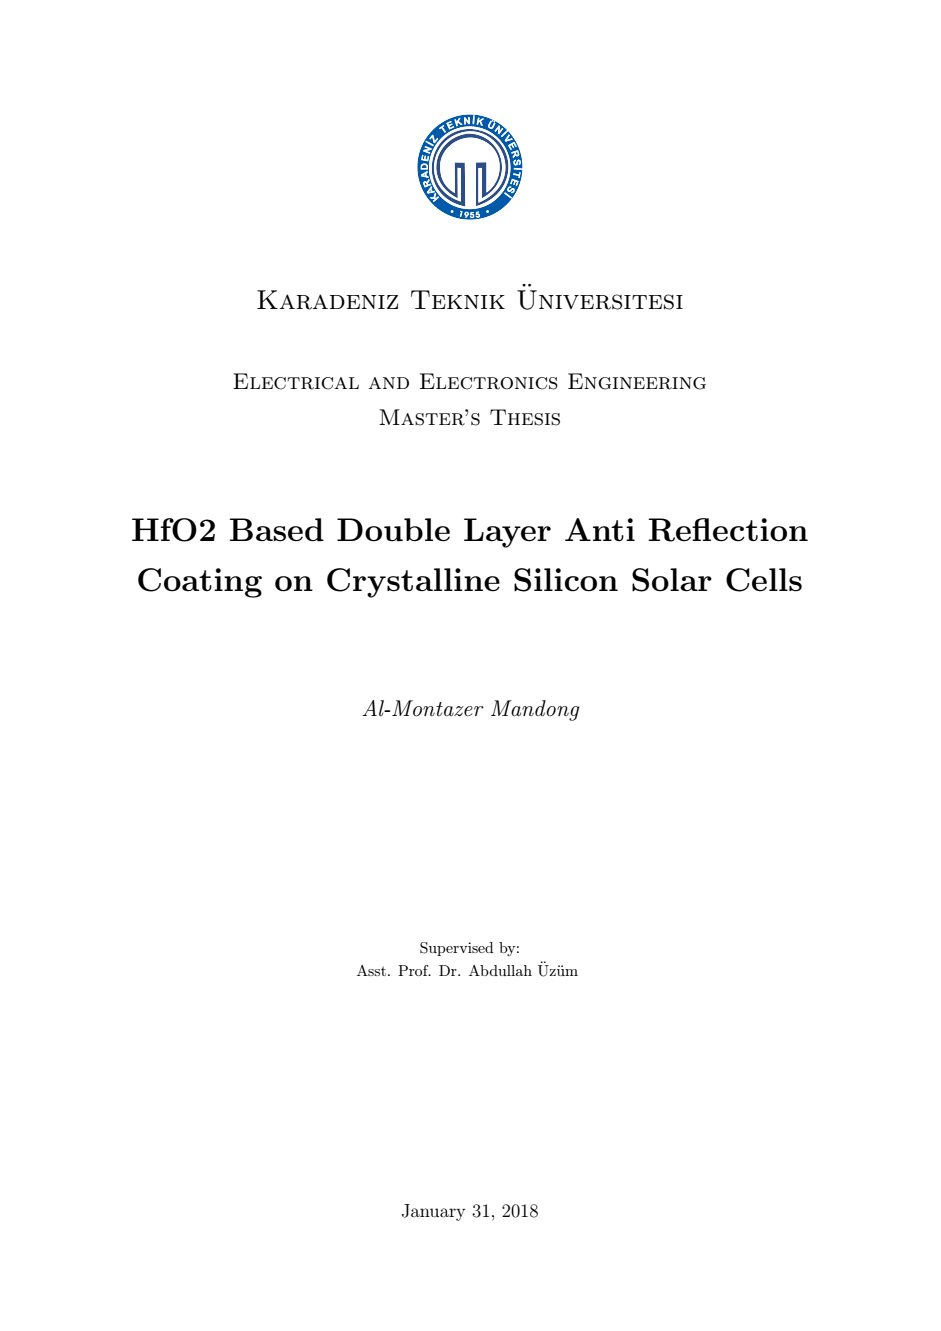 KARADENİZ TEKNİK ÜNİVERSİTESİ
• 1955 •
Karadeniz Teknik Üniversitesi
Electrical and Electronics Engineering
Master's Thesis
HfO2 Based Double Layer Anti Reflection
Coating on Crystalline Silicon Solar Cells
Al-Montazer Mandong
Supervised by:
Asst. Prof. Dr. Abdullah Üzüm
January 31, 2018